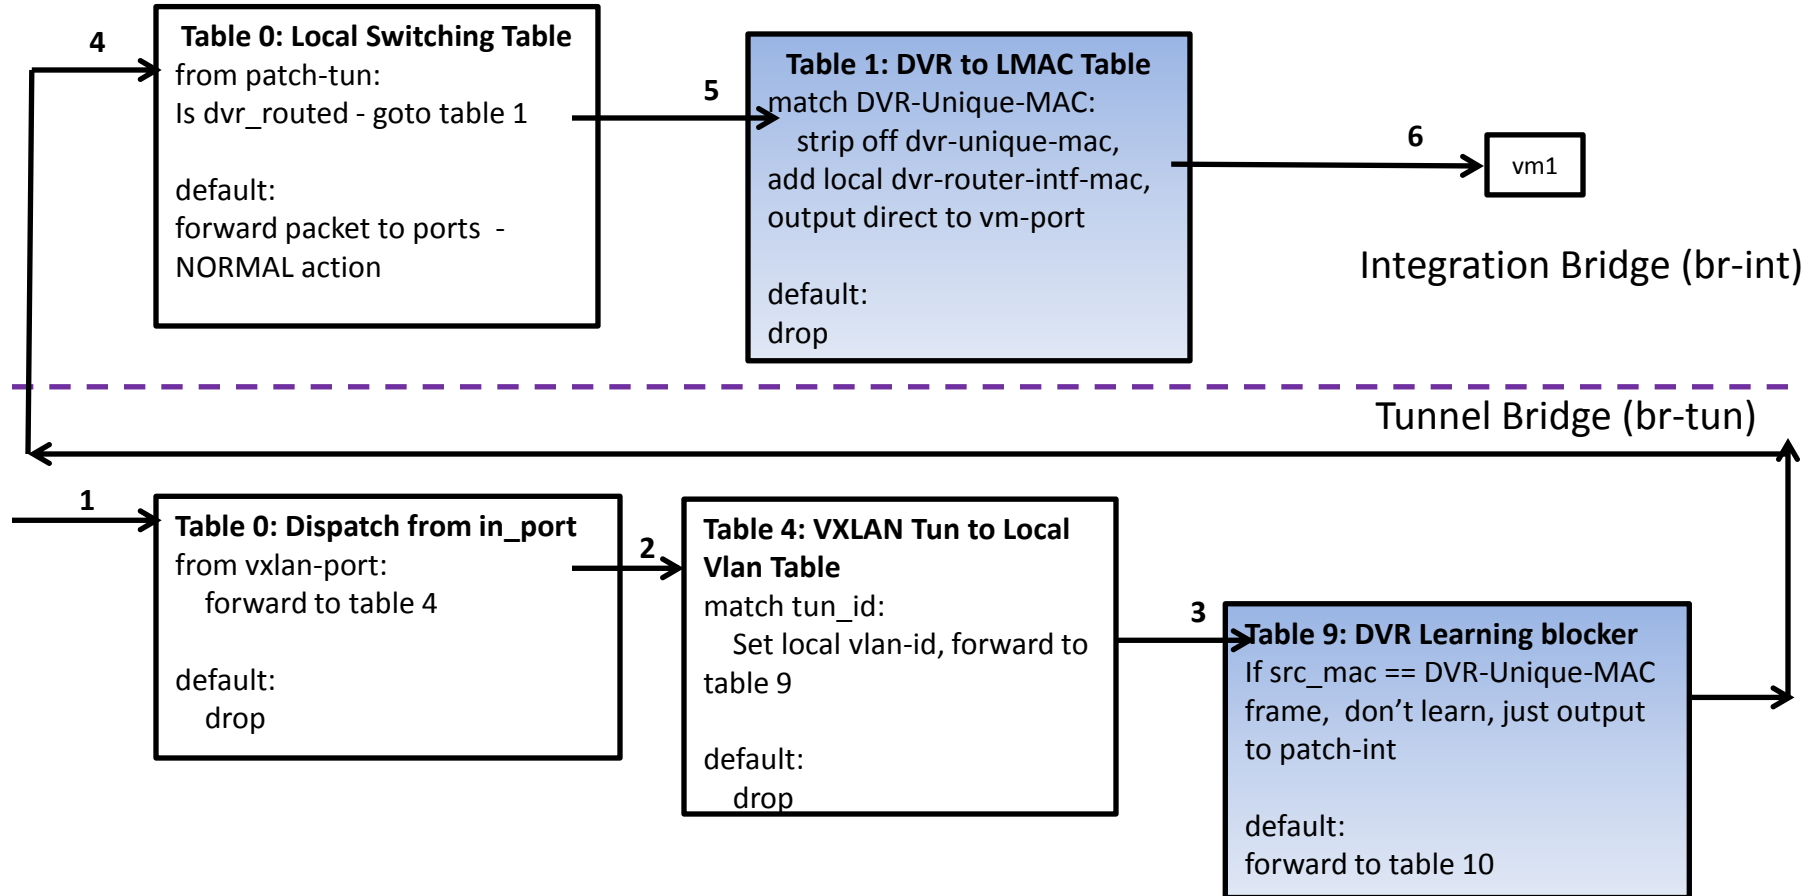 4
Table 0: Local Switching Table
from patch-tun:
Is dvr_routed - goto table 1
default:
forward packet to ports -
NORMAL action
5
Table 1: DVR to LMAC Table
match DVR-Unique-MAC:
strip off dvr-unique-mac,
add local dvr-router-intf-mac,
output direct to vm-port
default:
drop
6
vm1
Integration Bridge (br-int)
Tunnel Bridge (br-tun)
1
Table 0: Dispatch from in_port
from vxlan-port:
forward to table 4
default:
drop
2
Table 4: VXLAN Tun to Local
Vlan Table
match tun_id:
Set local vlan-id, forward to
table 9
default:
drop
3
Table 9: DVR Learning blocker
If src_mac == DVR-Unique-MAC
frame,  don’t learn, just output
to patch-int
default:
forward to table 10